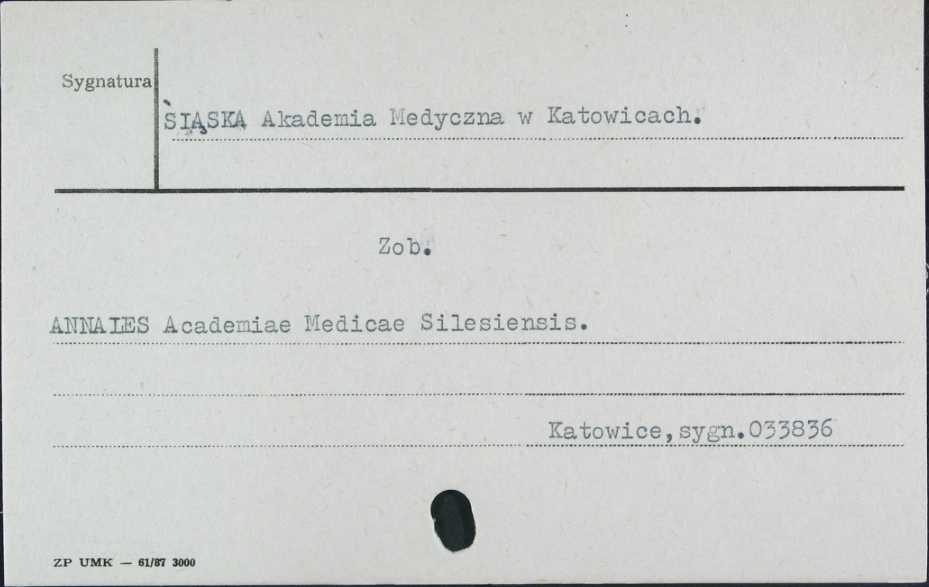 Sygnatura
ŚLĄSKA Akademia Medyczna w Katowicach.
Zob.
ANNALES Academiae Medicae Silesiensis.
Katowice,sygn.033836
ZP UMK — 61/87 3000